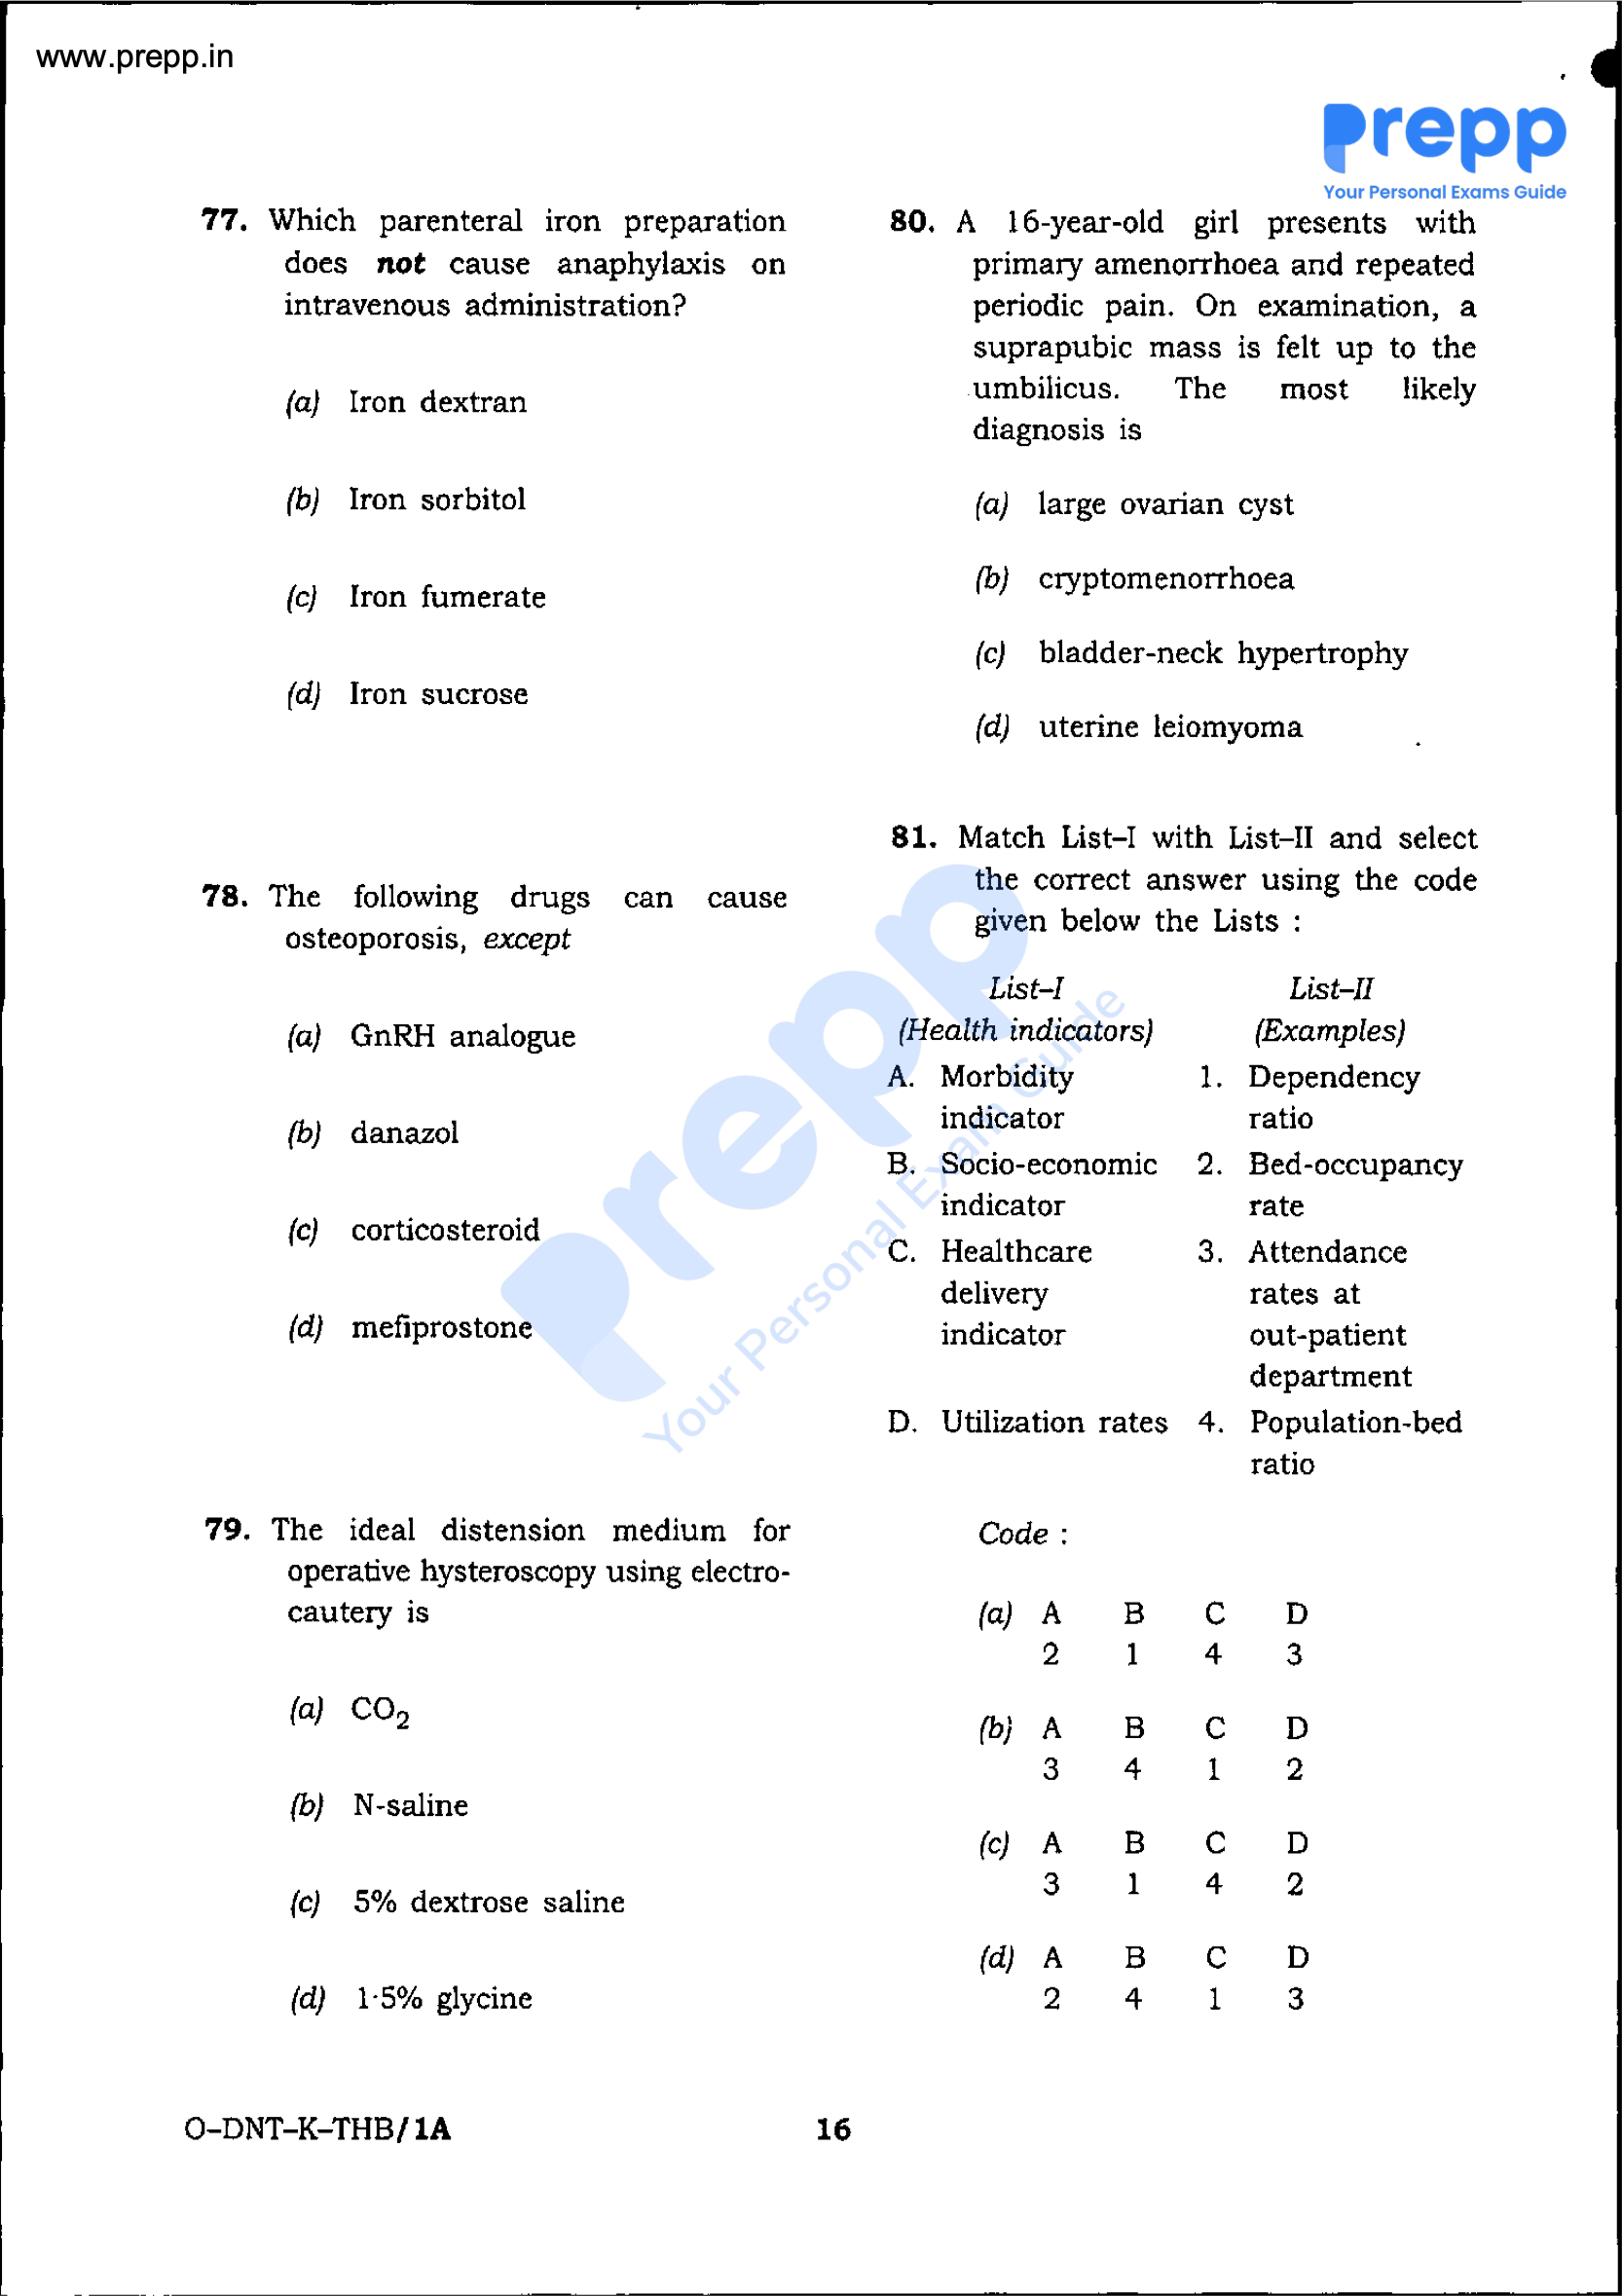 www.prepp.in
prepp
Your Personal Exams Guide
77. Which parenteral iron preparation
does not cause anaphylaxis on
intravenous administration?
(a) Iron dextran
(b) Iron sorbitol
(c) Iron fumerate
(d) Iron sucrose
78. The following drugs can cause
osteoporosis, except
(a) GnRH analogue
(b) danazol
(c) corticosteroid
(d) mefiprostone
79. The ideal distension medium for
operative hysteroscopy using electro-
cautery is
(a) CO₂
(b) N-saline
(c) 5% dextrose saline
(d) 1·5% glycine
80. A 16-year-old girl presents with
primary amenorrhoea and repeated
periodic pain. On examination, a
suprapubic mass is felt up to the
umbilicus. The most likely
diagnosis is
(a) large ovarian cyst
(b) cryptomenorrhoea
(c) bladder-neck hypertrophy
(d) uterine leiomyoma
81. Match List–I with List–II and select
the correct answer using the code
given below the Lists :
List–I List–II
(Health indicators) (Examples)
A. Morbidity 1. Dependency
indicator ratio
B. Socio-economic 2. Bed-occupancy
indicator rate
C. Healthcare 3. Attendance
delivery rates at
indicator out-patient
department
D. Utilization rates 4. Population-bed
ratio
Code :
(a) A B C D
2 1 4 3
(b) A B C D
3 4 1 2
(c) A B C D
3 1 4 2
(d) A B C D
2 4 1 3
prepp
Your Personal Exam Guide
O–DNT–K–THB/1A 16